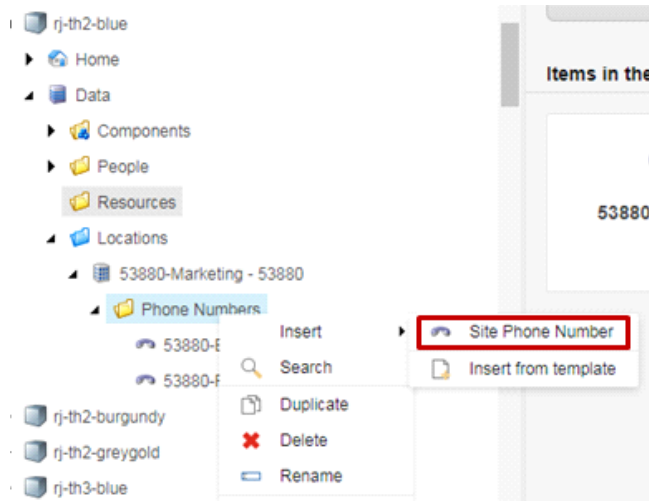 rj-th2-blue
Home
Items in the
Data
Components
People
Resources
53880
Locations
53880-Marketing - 53880
Phone Numbers
Insert
Site Phone Number
53880-E
Search
Insert from template
53880-F
Duplicate
rj-th2-burgundy
Delete
rj-th2-greygold
Rename
rj-th3-blue